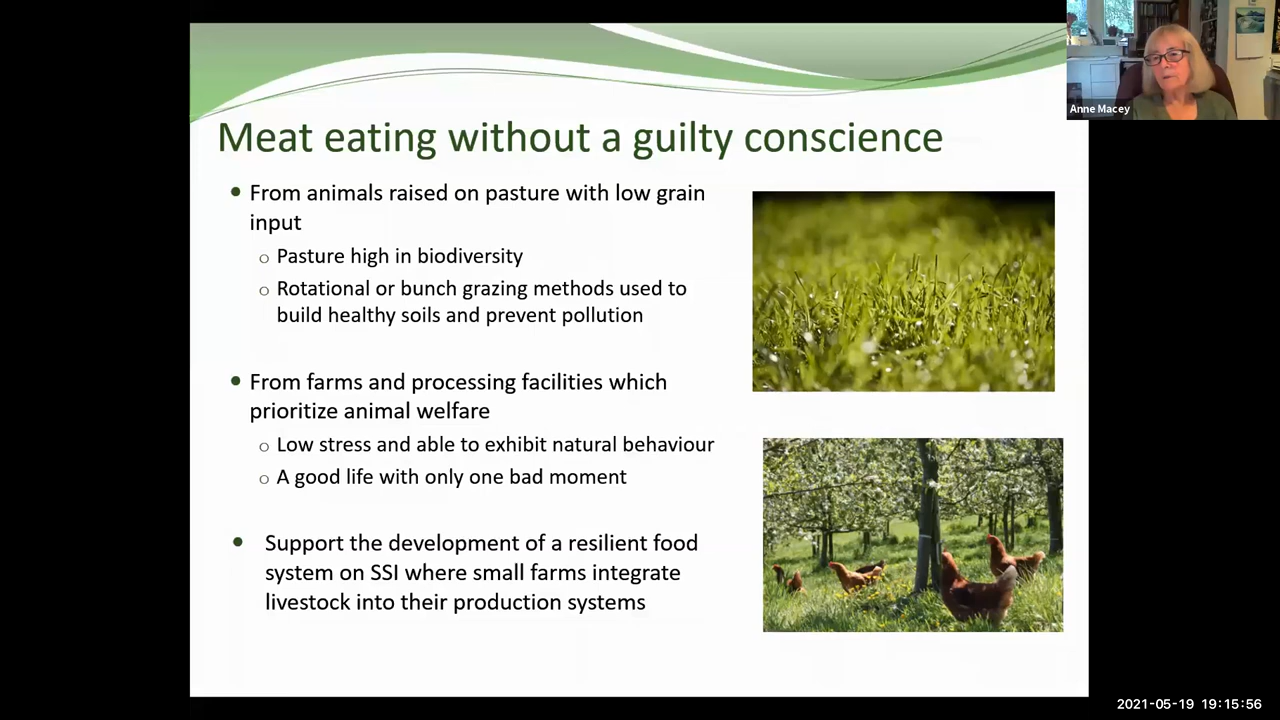 Anne Macey
Meat eating without a guilty conscience
• From animals raised on pasture with low grain
input
o Pasture high in biodiversity
o Rotational or bunch grazing methods used to
build healthy soils and prevent pollution
• From farms and processing facilities which
prioritize animal welfare
o Low stress and able to exhibit natural behaviour
o A good life with only one bad moment
• Support the development of a resilient food
system on SSI where small farms integrate
livestock into their production systems
2021-05-19 19:15:56